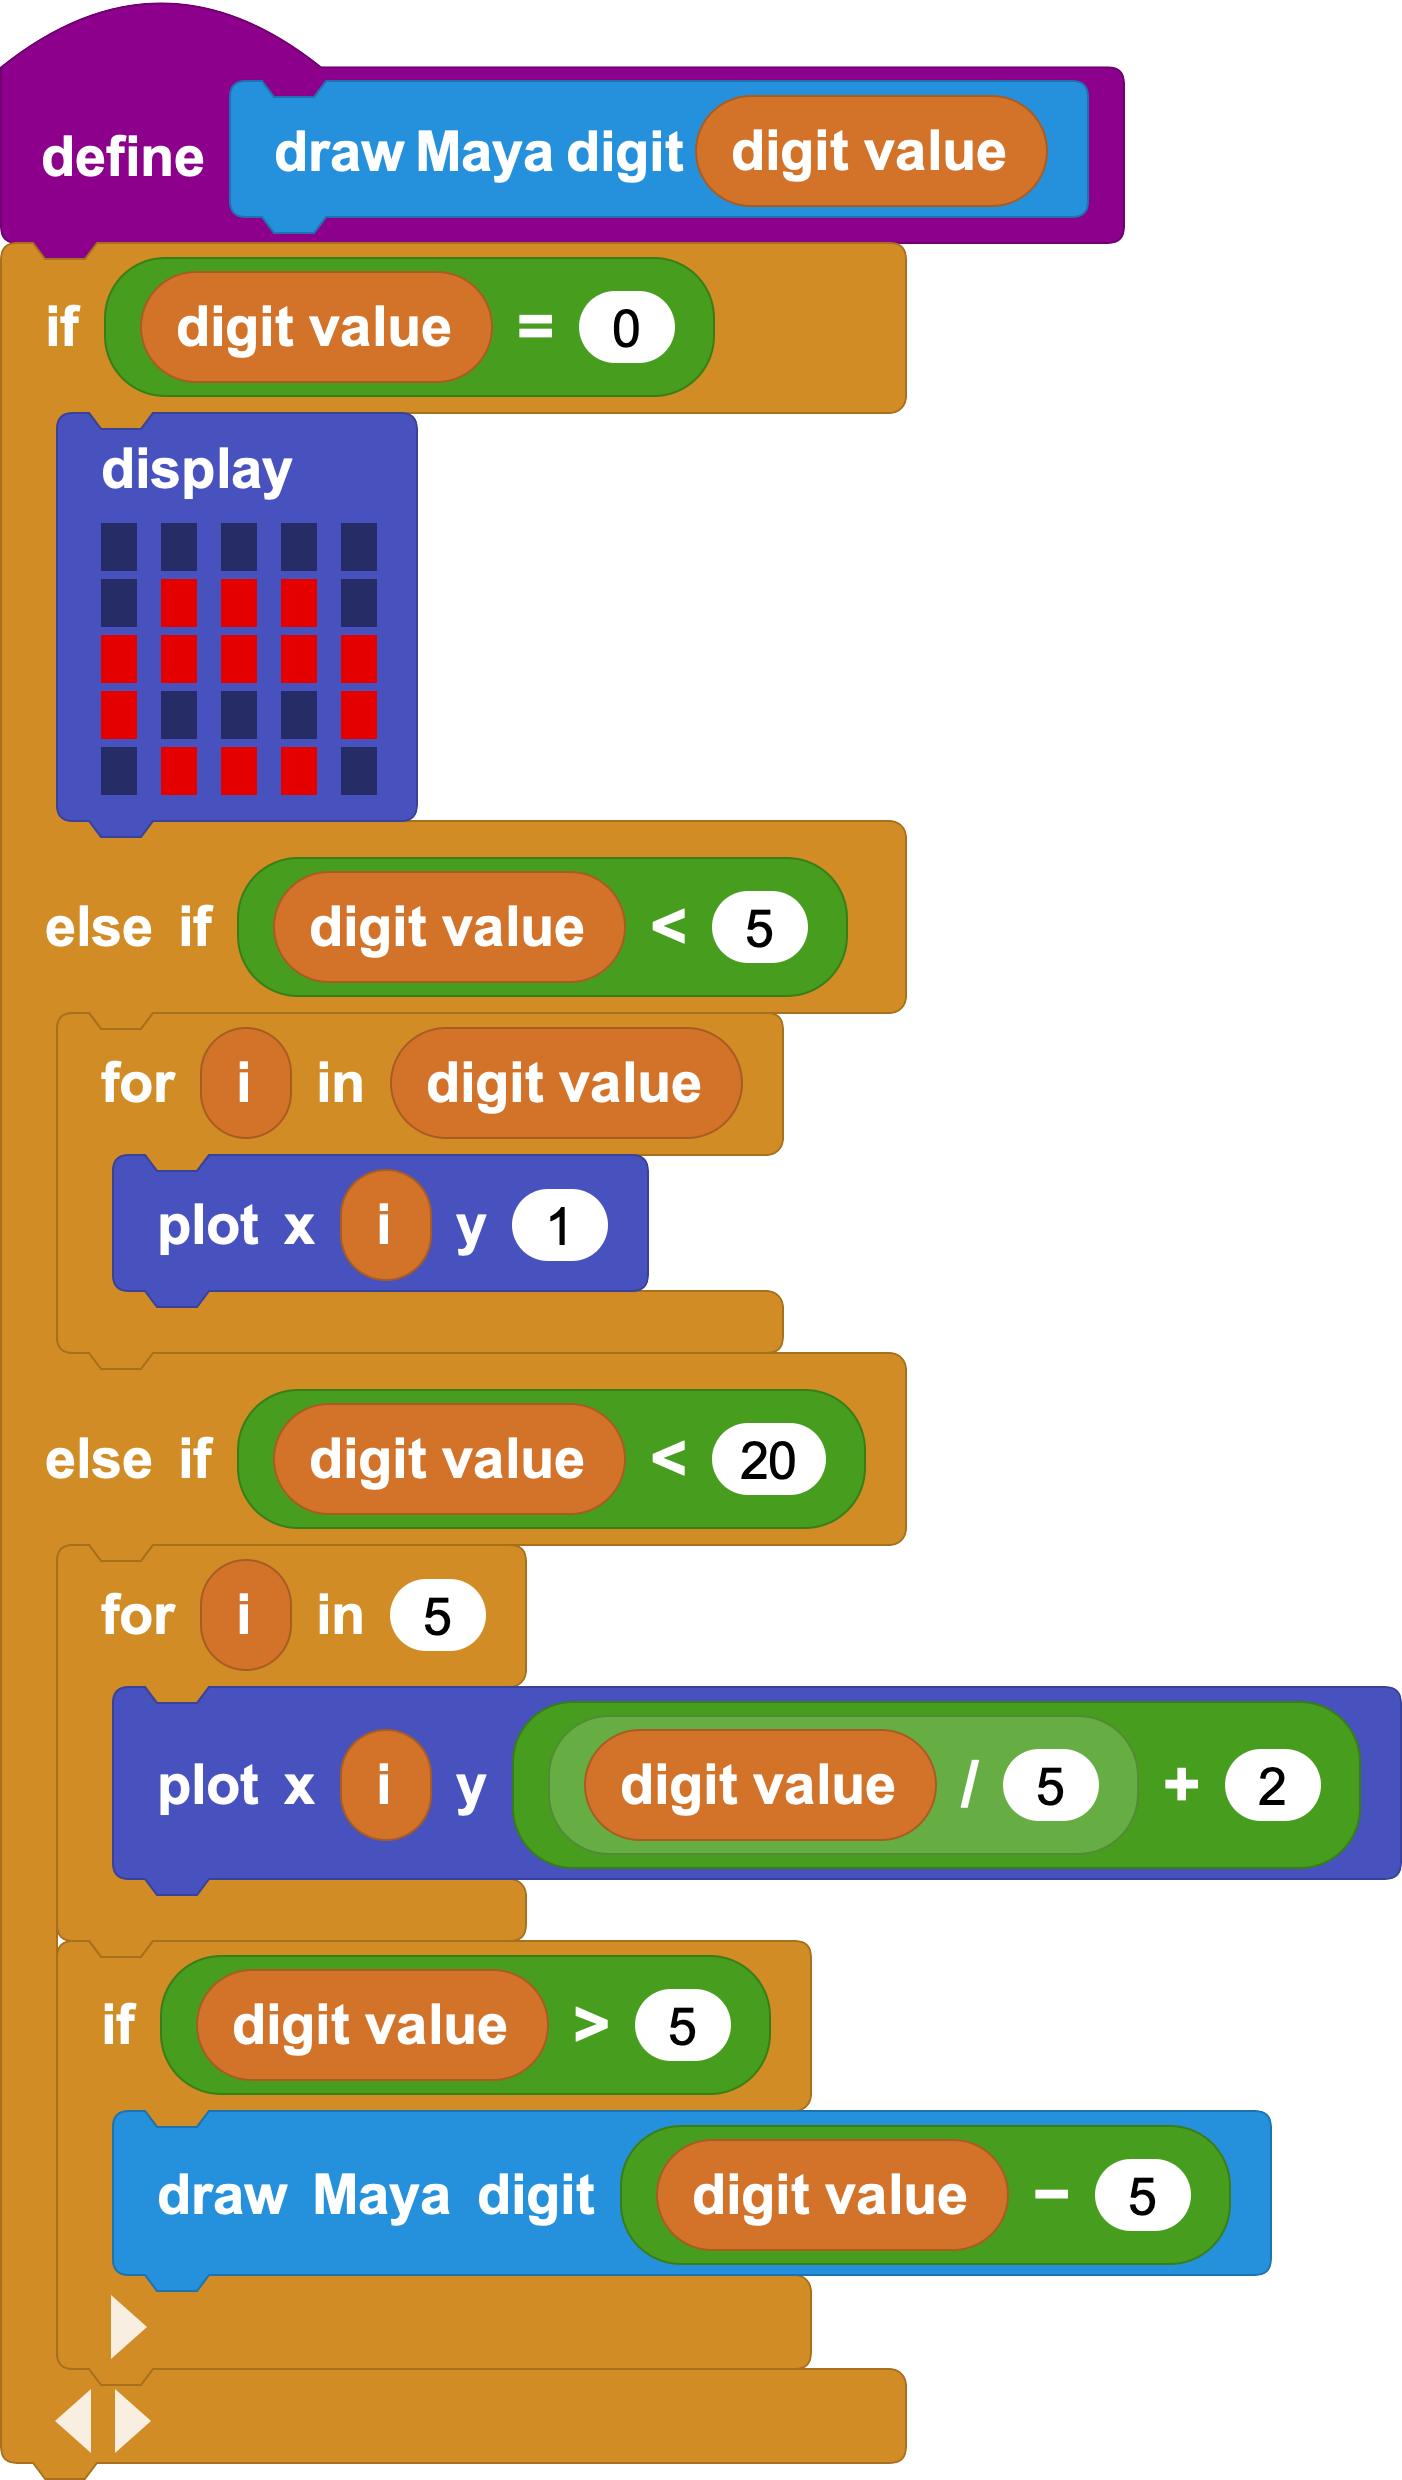 define draw Maya digit digit value
if digit value = 0
display
else if digit value < 5
for i in digit value
plot x i y 1
else if digit value < 20
for i in 5
plot x i y digit value / 5 + 2
if digit value > 5
draw Maya digit digit value − 5